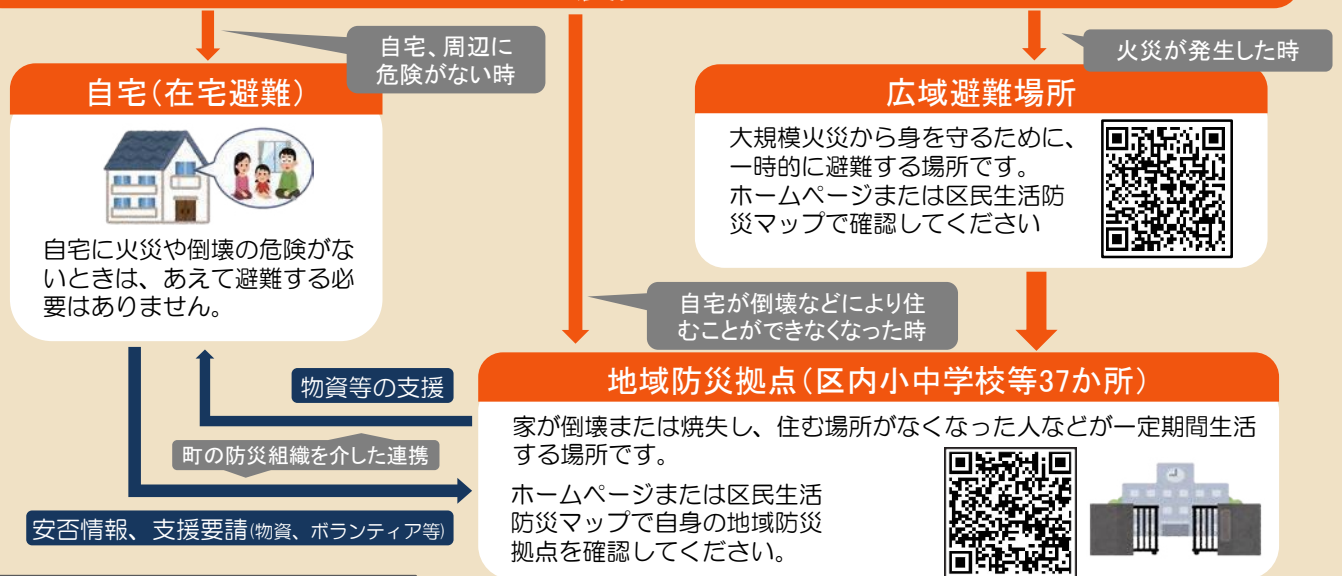 自宅、周辺に
危険がない時
火災が発生した時
自宅(在宅避難)
自宅に火災や倒壊の危険がな
いときは、あえて避難する必
要はありません。
広域避難場所
大規模火災から身を守るために、
一時的に避難する場所です。
ホームページまたは区民生活防
災マップで確認してください
自宅が倒壊などにより住
むことができなくなった時
物資等の支援
町の防災組織を介した連携
安否情報、支援要請(物資、ボランティア等)
地域防災拠点(区内小中学校等37か所)
家が倒壊または焼失し、住む場所がなくなった人などが一定期間生活
する場所です。
ホームページまたは区民生活
防災マップで自身の地域防災
拠点を確認してください。